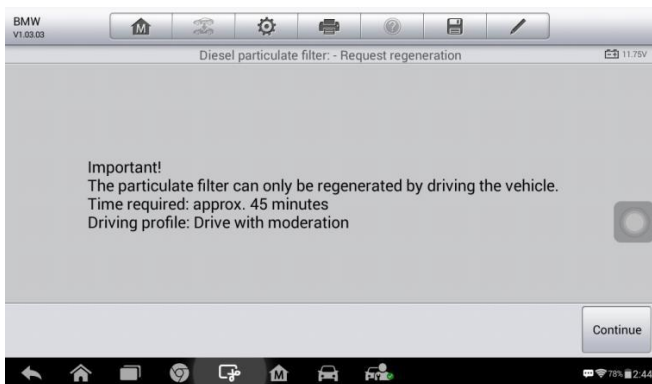 BMW
V1.03.03
Diesel particulate filter: - Request regeneration
11.75V
Important!
The particulate filter can only be regenerated by driving the vehicle.
Time required: approx. 45 minutes
Driving profile: Drive with moderation
Continue
78% 2:44